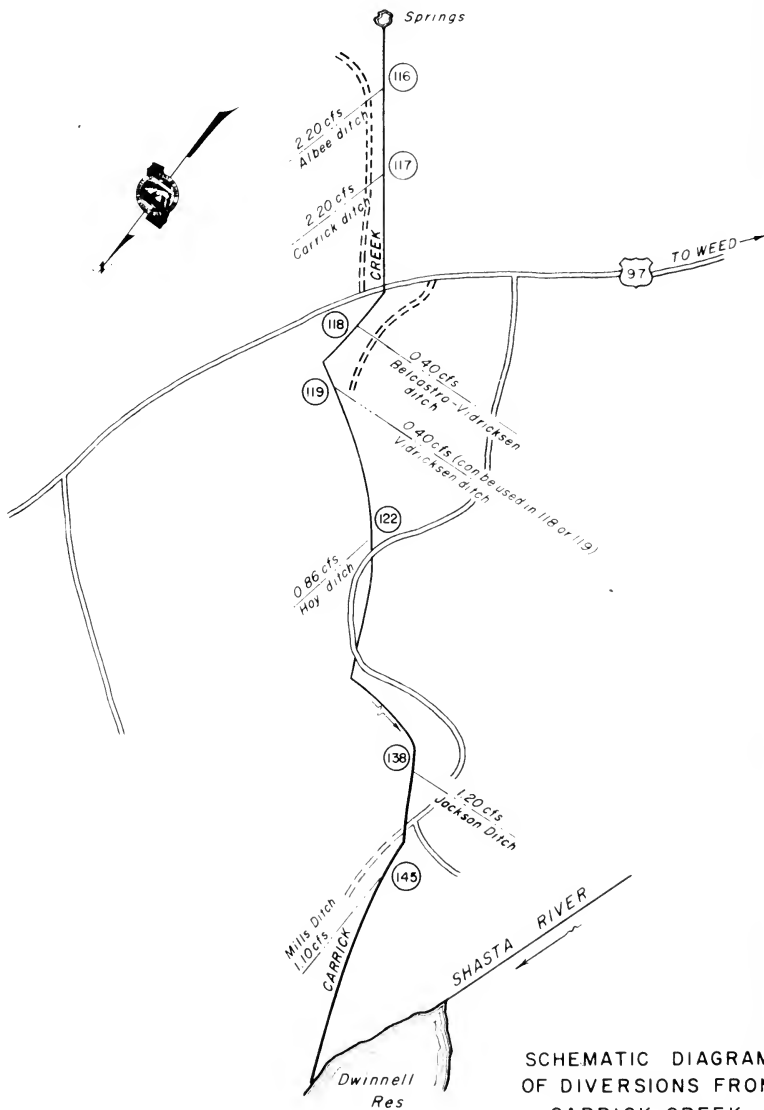 Springs
116
2.20 cfs
Albee ditch
117
2.20 cfs
Carrick ditch
CREEK
97
TO WEED
118
0.40 cfs
Belcastro-Vidricksen
ditch
119
0.40 cfs (can be used in 118 or 119)
Vidricksen ditch
122
0.86 cfs
Hoy ditch
138
1.20 cfs
Jackson Ditch
145
Mills Ditch
1.10 cfs
CARRICK
SHASTA RIVER
Dwinnell
Res
SCHEMATIC DIAGRAM
OF DIVERSIONS FROM
CARRICK CREEK